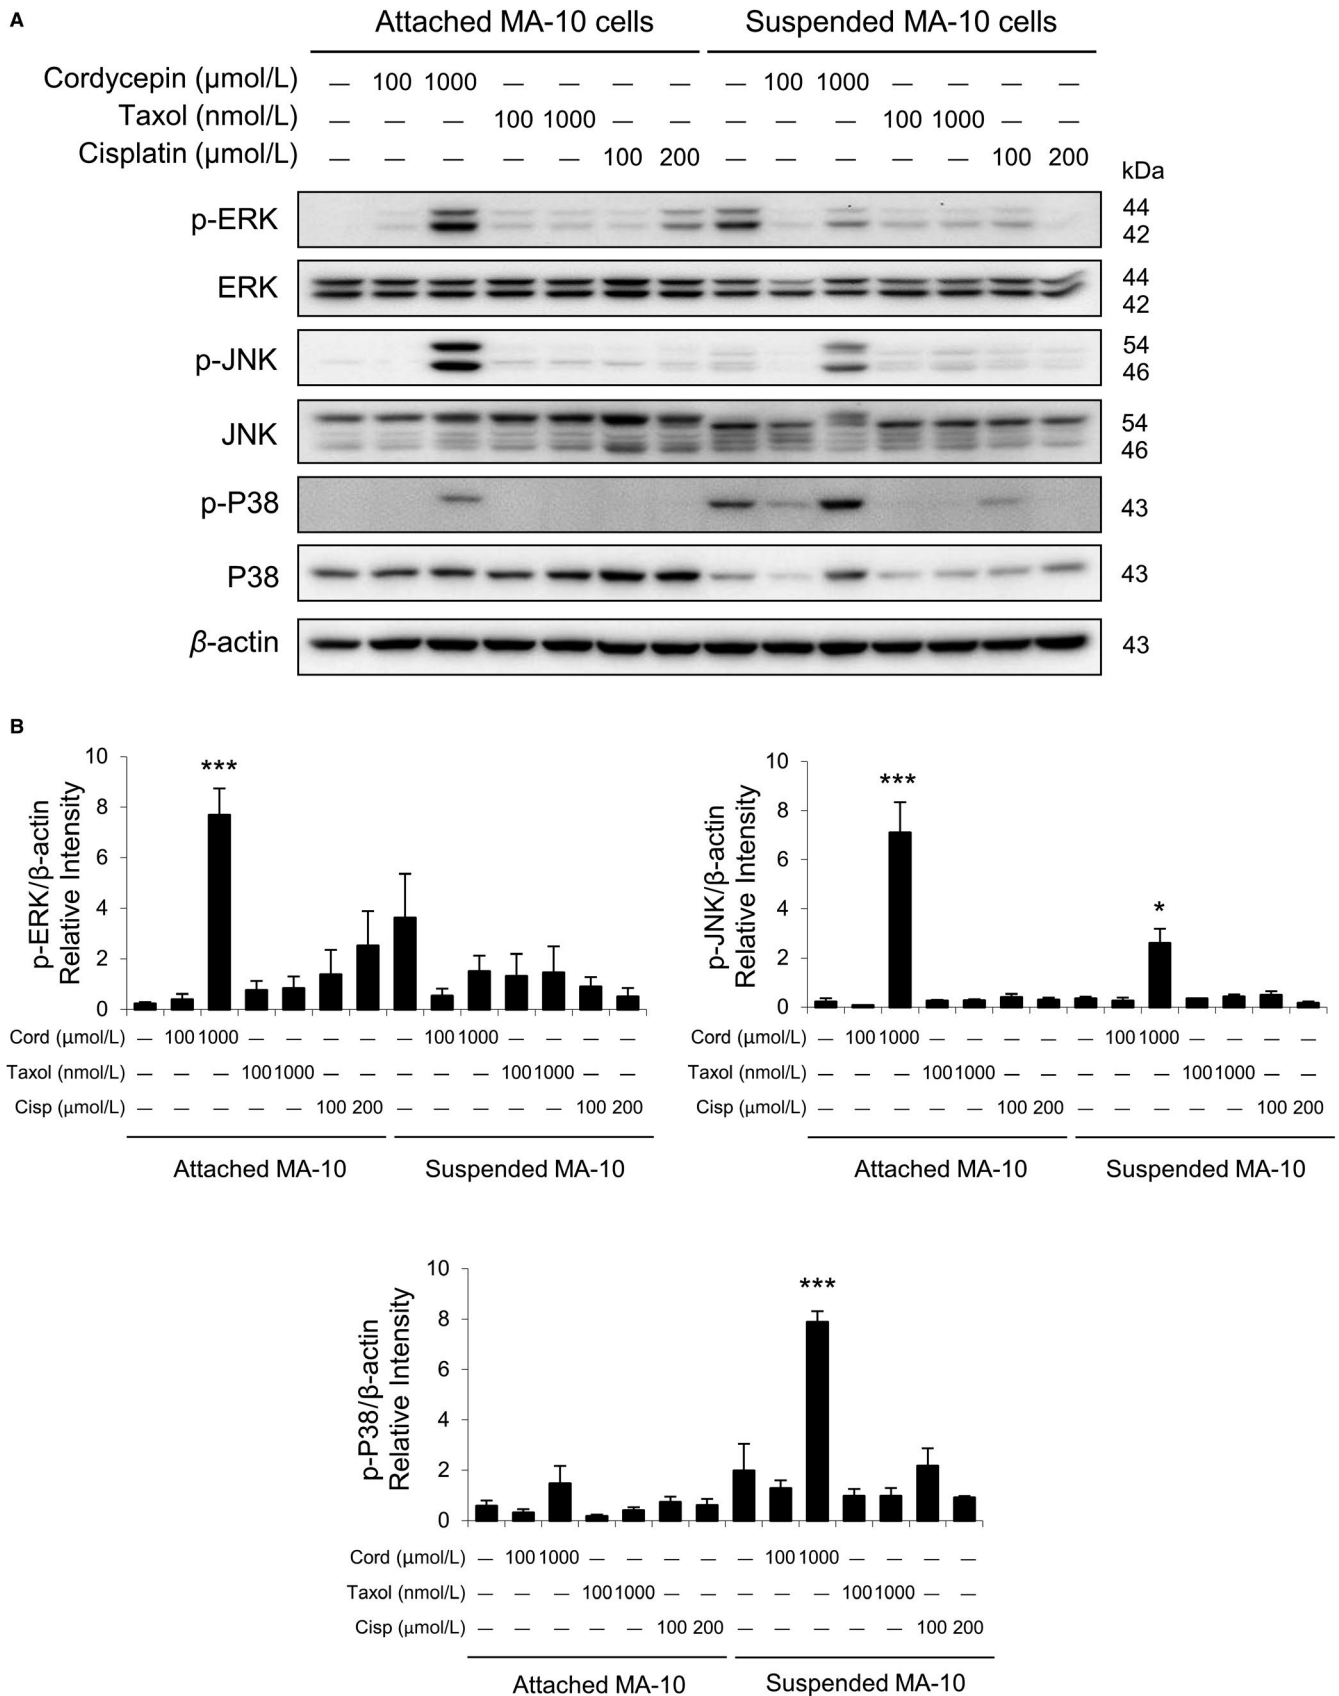 A
Attached MA-10 cells Suspended MA-10 cells
Cordycepin (μmol/L) — 100 1000 — — — — — 100 1000 — — — —
Taxol (nmol/L) — — — 100 1000 — — — — — 100 1000 — —
Cisplatin (μmol/L) — — — — — 100 200 — — — — — 100 200
kDa
p-ERK 44
42
ERK 44
42
p-JNK 54
46
JNK 54
46
p-P38 43
P38 43
β-actin 43
B
p-ERK/β-actin
Relative Intensity
10
8
6
4
2
0
***
Cord (μmol/L) — 100 1000 — — — — — 100 1000 — — — —
Taxol (nmol/L) — — — 100 1000 — — — — — 100 1000 — —
Cisp (μmol/L) — — — — — 100 200 — — — — — 100 200
Attached MA-10 Suspended MA-10
p-JNK/β-actin
Relative Intensity
10
8
6
4
2
0
***
*
Cord (μmol/L) — 100 1000 — — — — — 100 1000 — — — —
Taxol (nmol/L) — — — 100 1000 — — — — — 100 1000 — —
Cisp (μmol/L) — — — — — 100 200 — — — — — 100 200
Attached MA-10 Suspended MA-10
p-P38/β-actin
Relative Intensity
10
8
6
4
2
0
***
Cord (μmol/L) — 100 1000 — — — — — 100 1000 — — — —
Taxol (nmol/L) — — — 100 1000 — — — — — 100 1000 — —
Cisp (μmol/L) — — — — — 100 200 — — — — — 100 200
Attached MA-10 Suspended MA-10